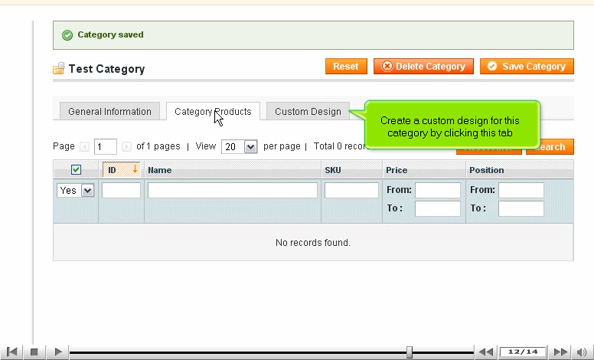 Category saved
Test Category
Reset
Delete Category
Save Category
General Information
Category Products
Custom Design
Create a custom design for this
category by clicking this tab
Page 1 of 1 pages | View 20 per page | Total 0 recor
Search
ID
Name
SKU
Price
Position
Yes
From:
To :
From:
To :
No records found.
12/14